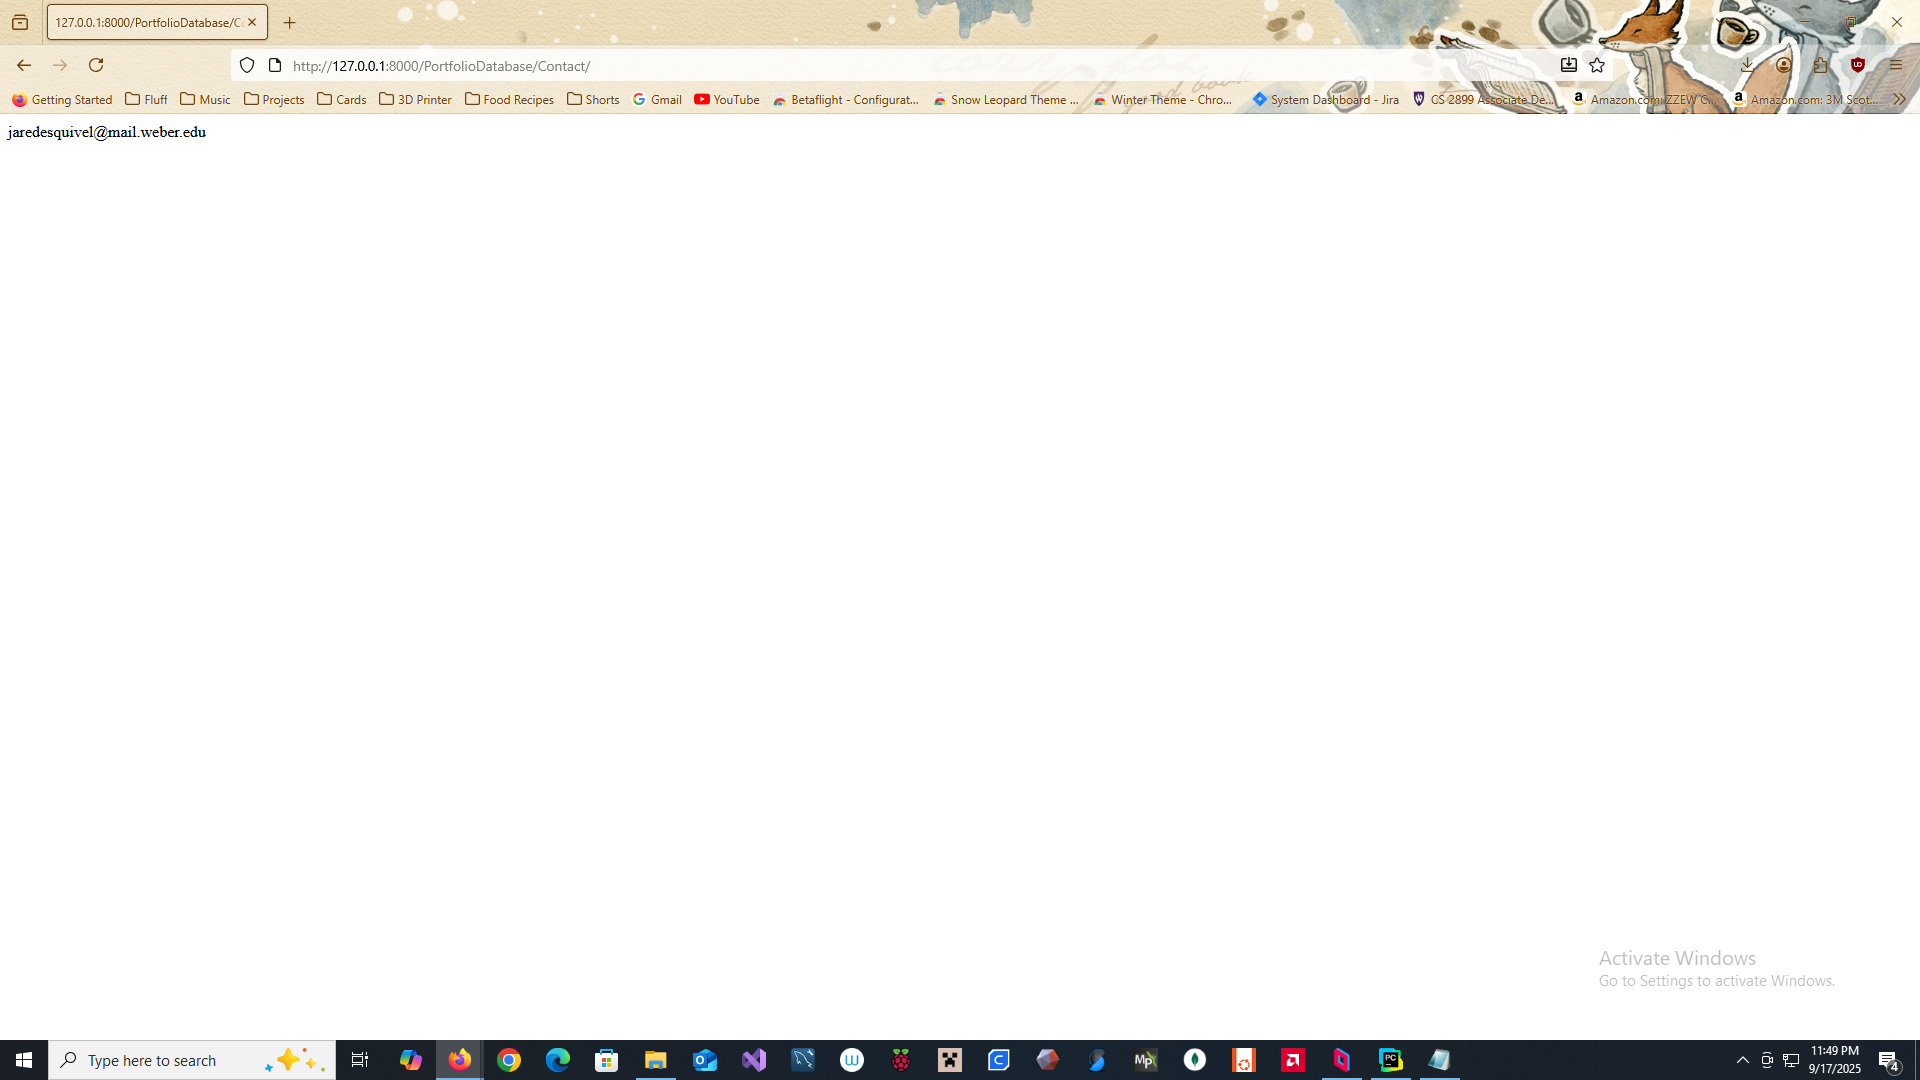 127.0.0.1:8000/PortfolioDatabase/C
http://127.0.0.1:8000/PortfolioDatabase/Contact/
Getting Started Fluff Music Projects Cards 3D Printer Food Recipes Shorts Gmail YouTube Betaflight - Configurat... Snow Leopard Theme ... Winter Theme - Chro... System Dashboard - Jira CS 2899 Associate De... Amazon.com: ZZEW C... Amazon.com: 3M Scot...
jaredesquivel@mail.weber.edu
Activate Windows
Go to Settings to activate Windows.
Type here to search
11:49 PM
9/17/2025
4